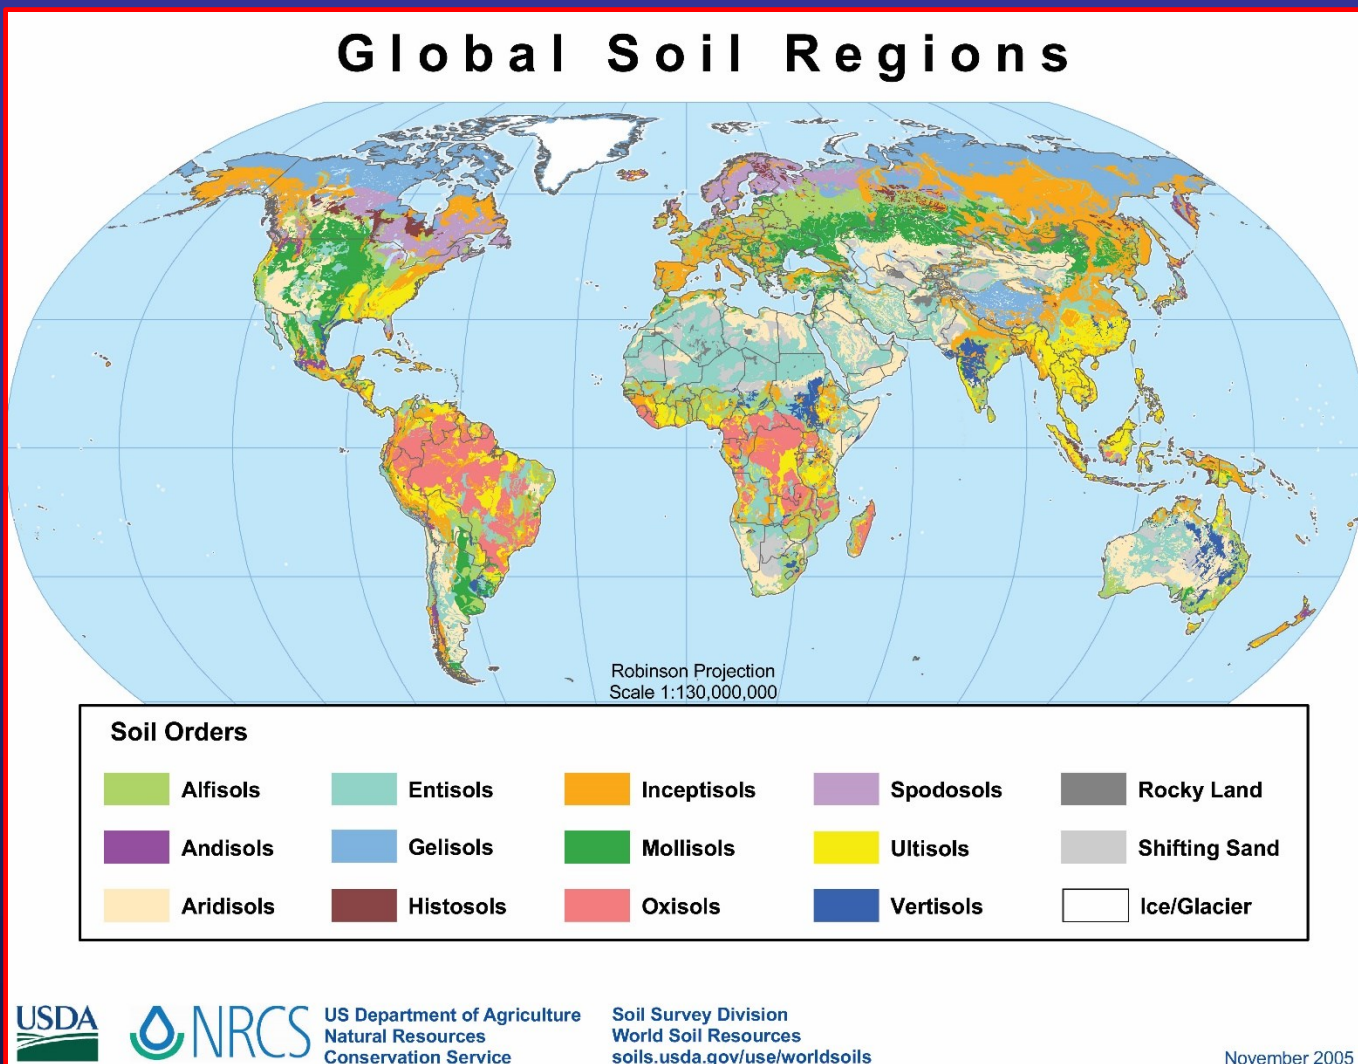 Global Soil Regions
Robinson Projection
Scale 1:130,000,000
Soil Orders
Alfisols
Entisols
Inceptisols
Spodosols
Rocky Land
Andisols
Gelisols
Mollisols
Ultisols
Shifting Sand
Aridisols
Histosols
Oxisols
Vertisols
Ice/Glacier
USDA
NRCS
US Department of Agriculture
Natural Resources
Conservation Service
Soil Survey Division
World Soil Resources
soils.usda.gov/use/worldsoils
November 2005